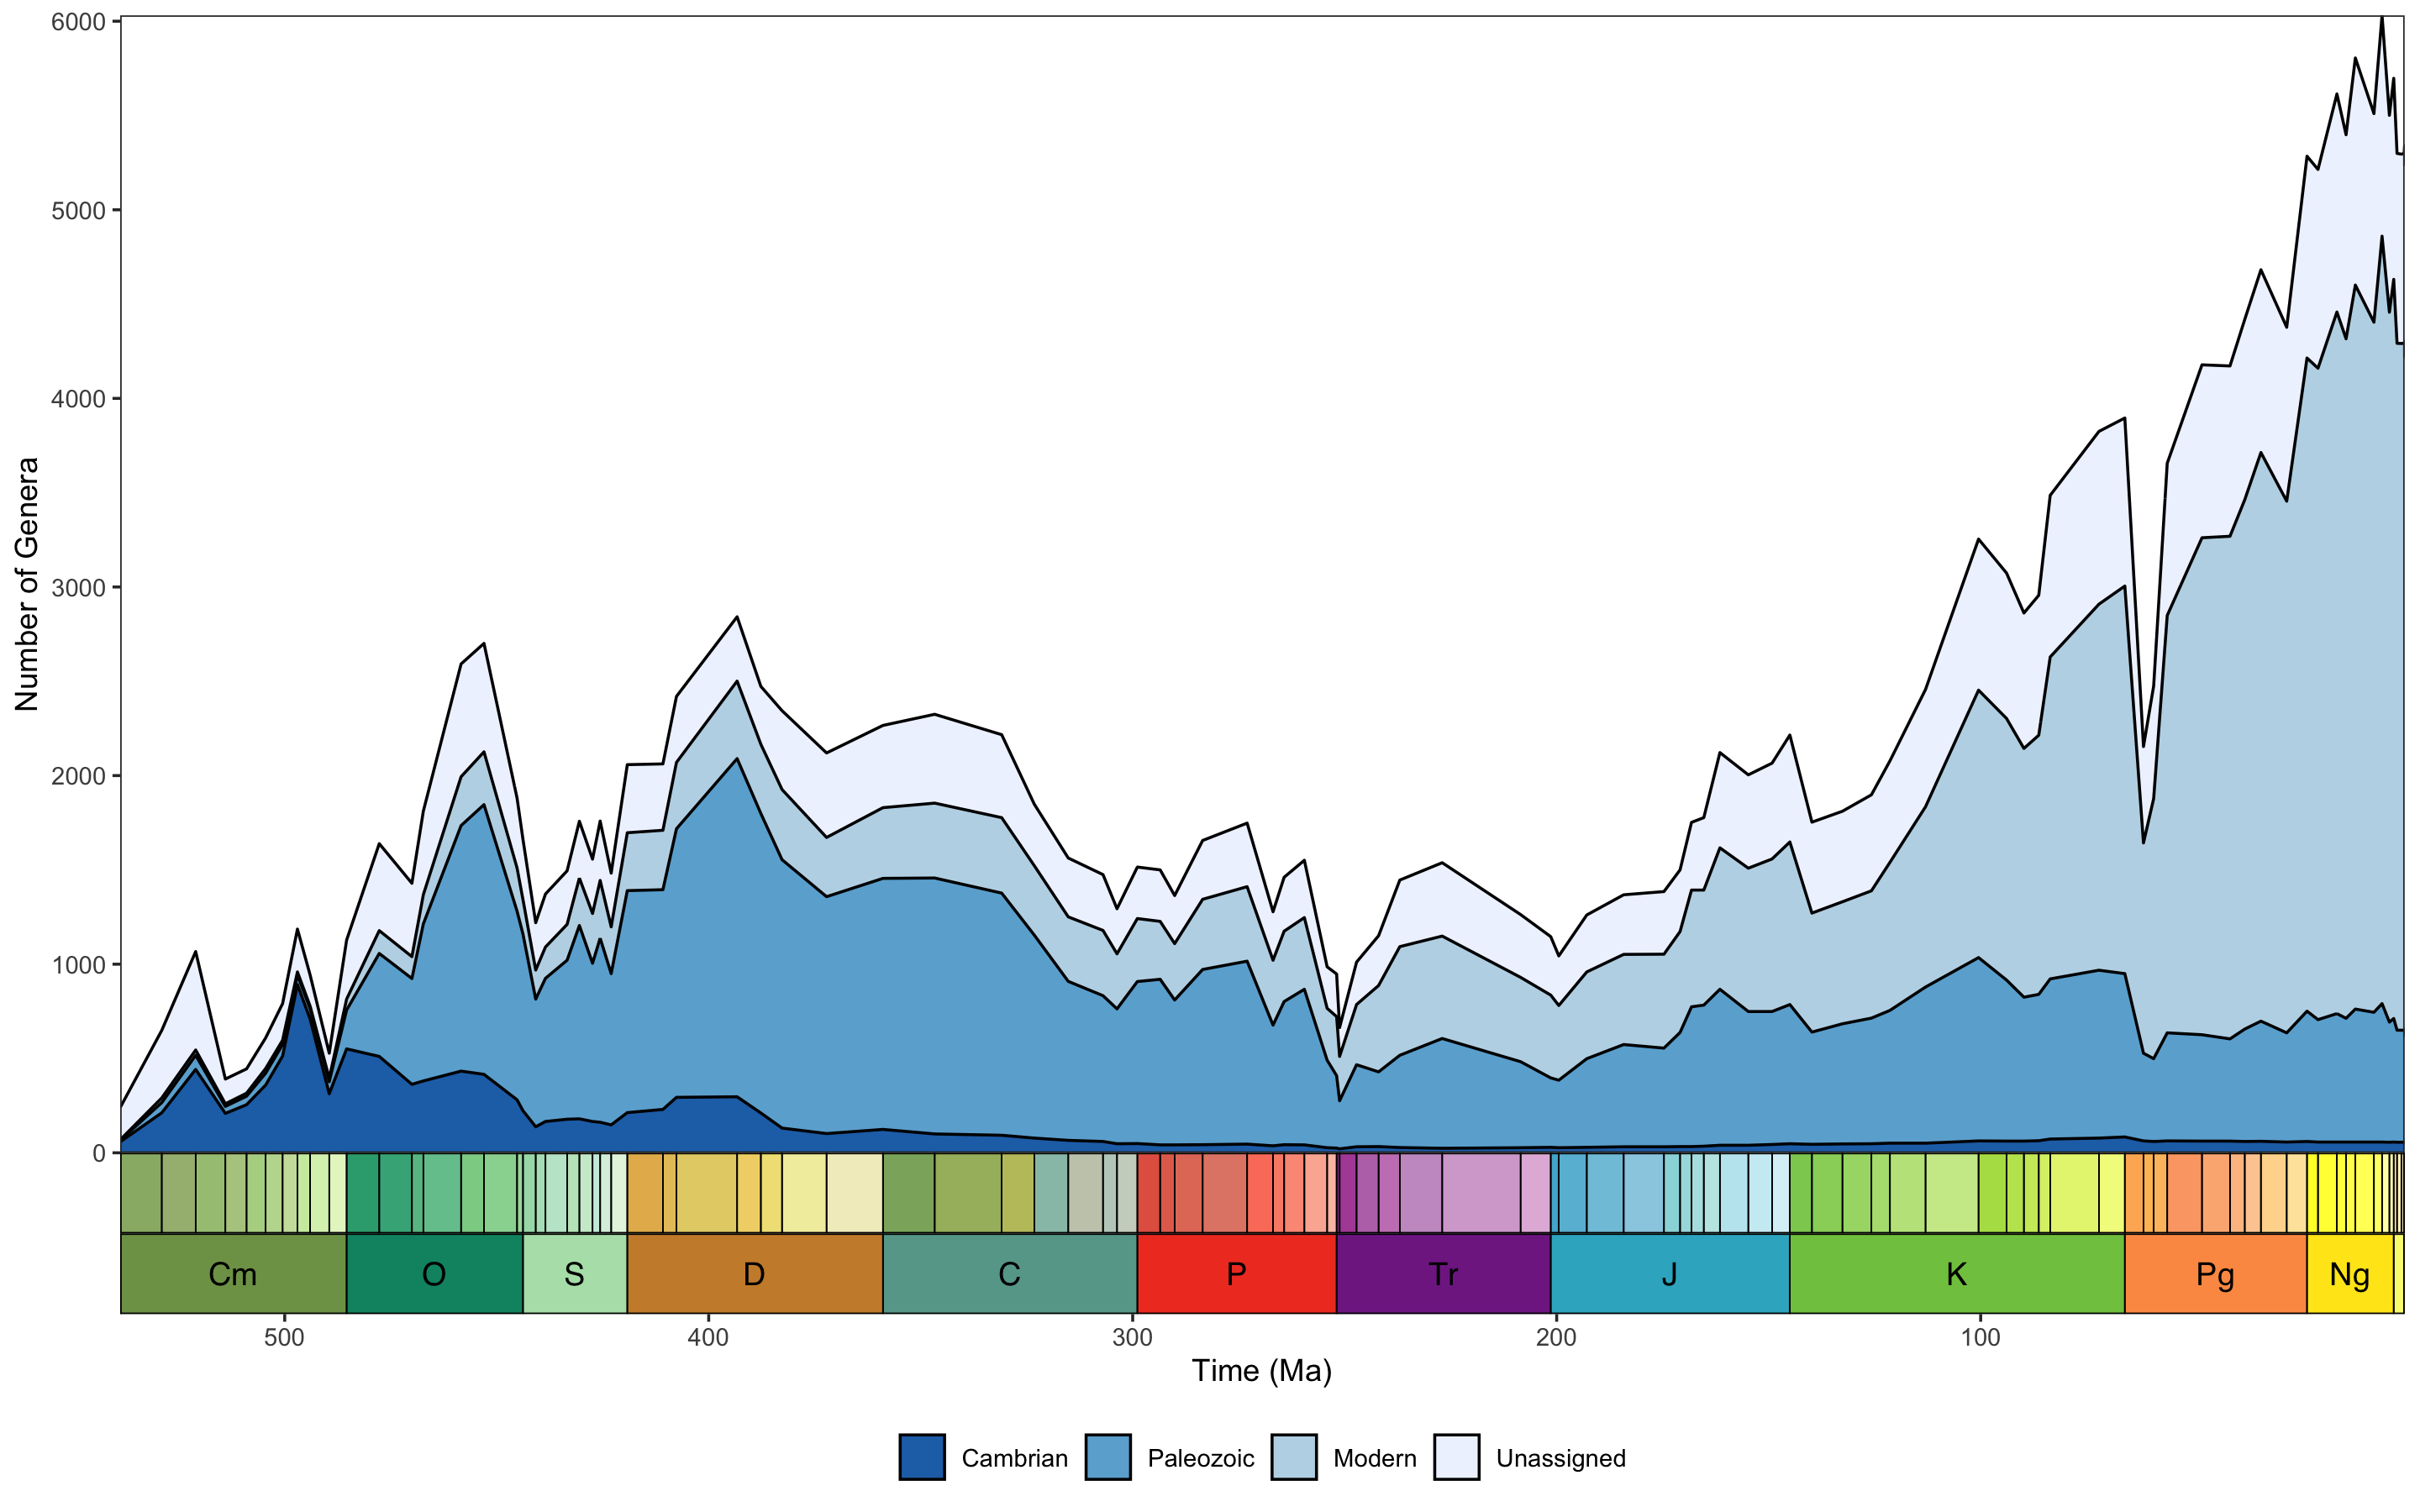 6000
5000
4000
3000
2000
1000
0
Number of Genera
Cm O S D C P Tr J K Pg Ng
500 400 300 200 100
Time (Ma)
Cambrian Paleozoic Modern Unassigned